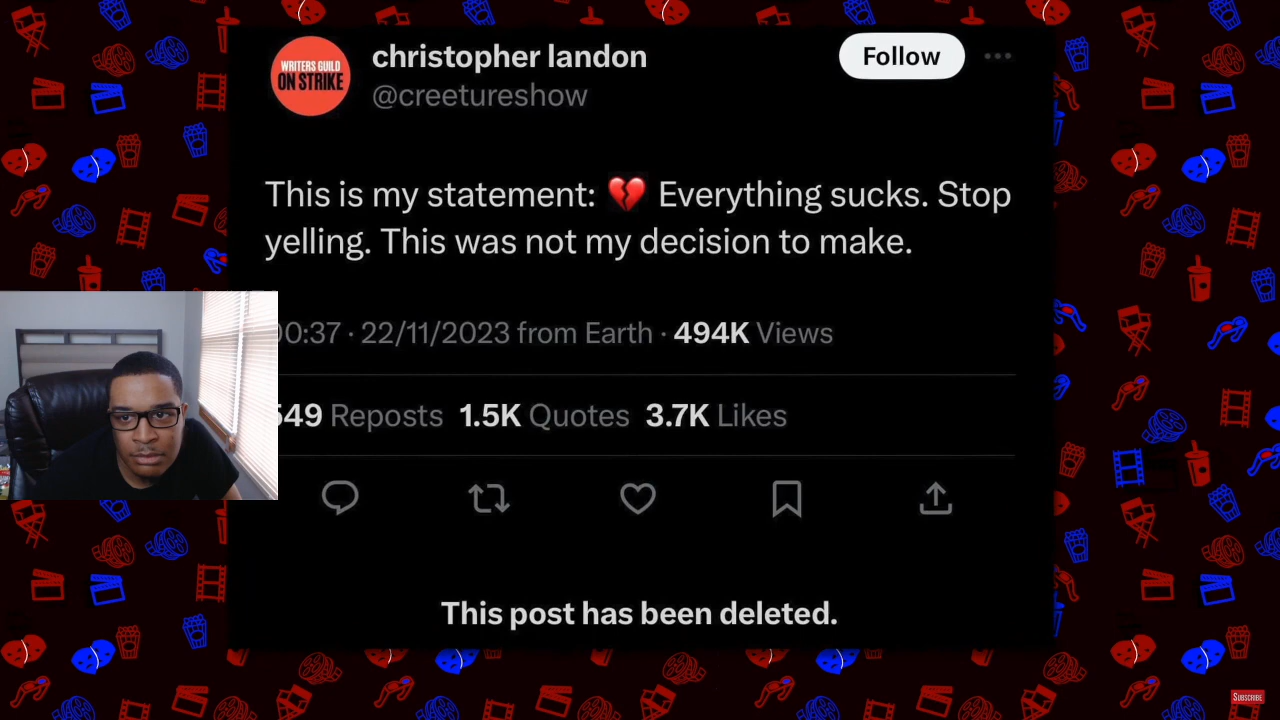 WRITERS GUILD
ON STRIKE
christopher landon
@creetureshow
Follow
This is my statement: 💔 Everything sucks. Stop
yelling. This was not my decision to make.
00:37 · 22/11/2023 from Earth · 494K Views
549 Reposts 1.5K Quotes 3.7K Likes
This post has been deleted.
SUBSCRIBE